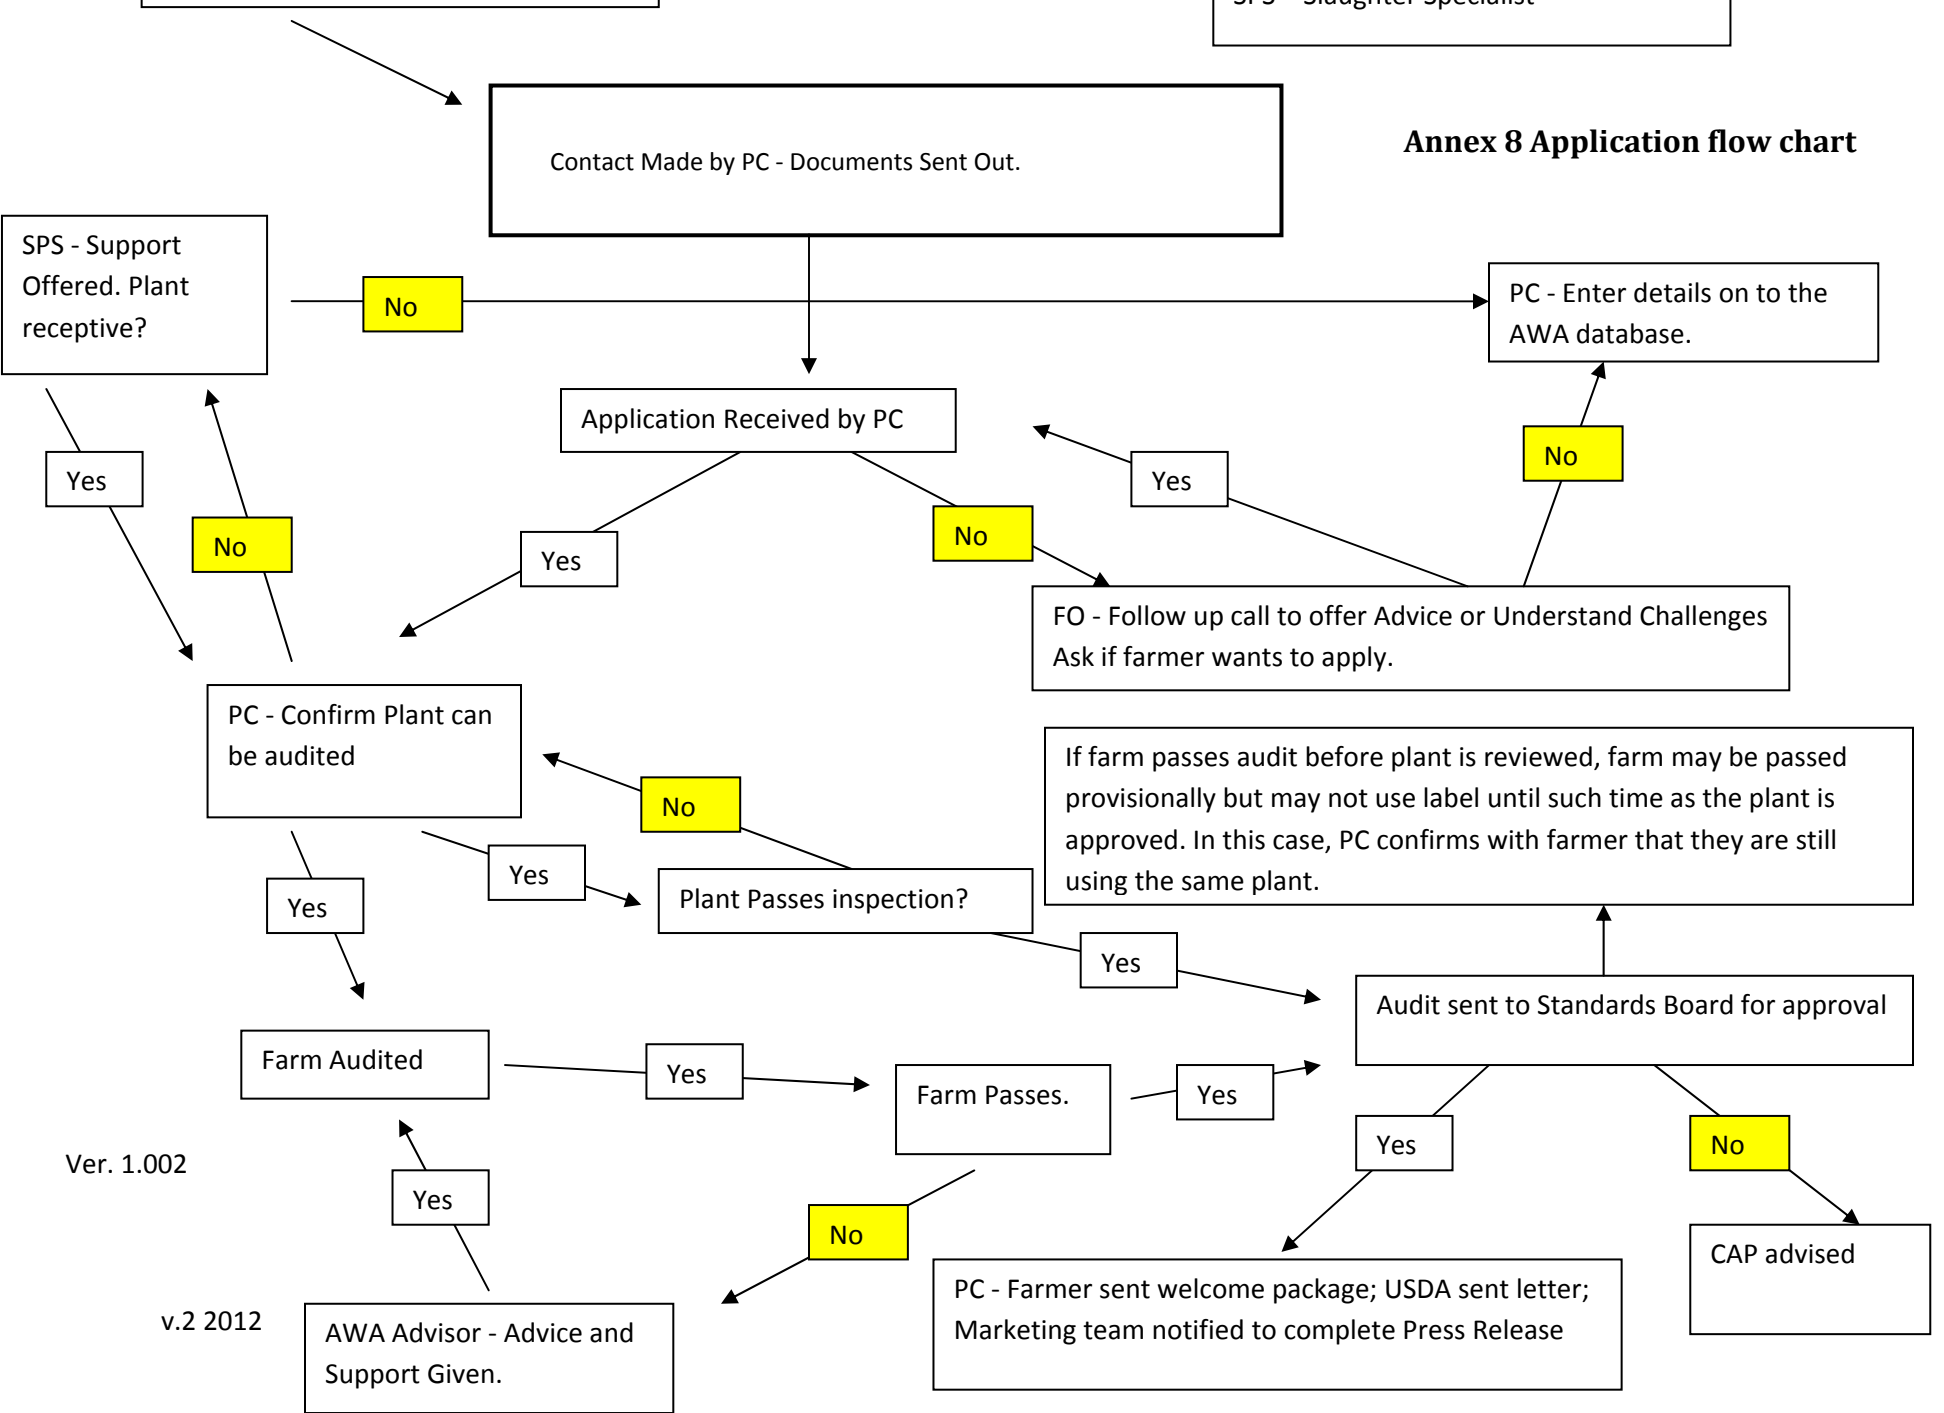 SPS – Slaughter Specialist
Annex 8 Application flow chart
Contact Made by PC - Documents Sent Out.
SPS - Support
Offered. Plant
receptive?
No
PC - Enter details on to the
AWA database.
Application Received by PC
Yes
No
Yes
No
Yes
No
Yes
No
FO - Follow up call to offer Advice or Understand Challenges
Ask if farmer wants to apply.
PC - Confirm Plant can
be audited
If farm passes audit before plant is reviewed, farm may be passed
provisionally but may not use label until such time as the plant is
approved. In this case, PC confirms with farmer that they are still
using the same plant.
No
Yes
Yes
Plant Passes inspection?
Yes
Audit sent to Standards Board for approval
Farm Audited
Yes
Farm Passes.
Yes
Yes
No
Ver. 1.002
Yes
No
CAP advised
PC - Farmer sent welcome package; USDA sent letter;
Marketing team notified to complete Press Release
v.2 2012
AWA Advisor - Advice and
Support Given.